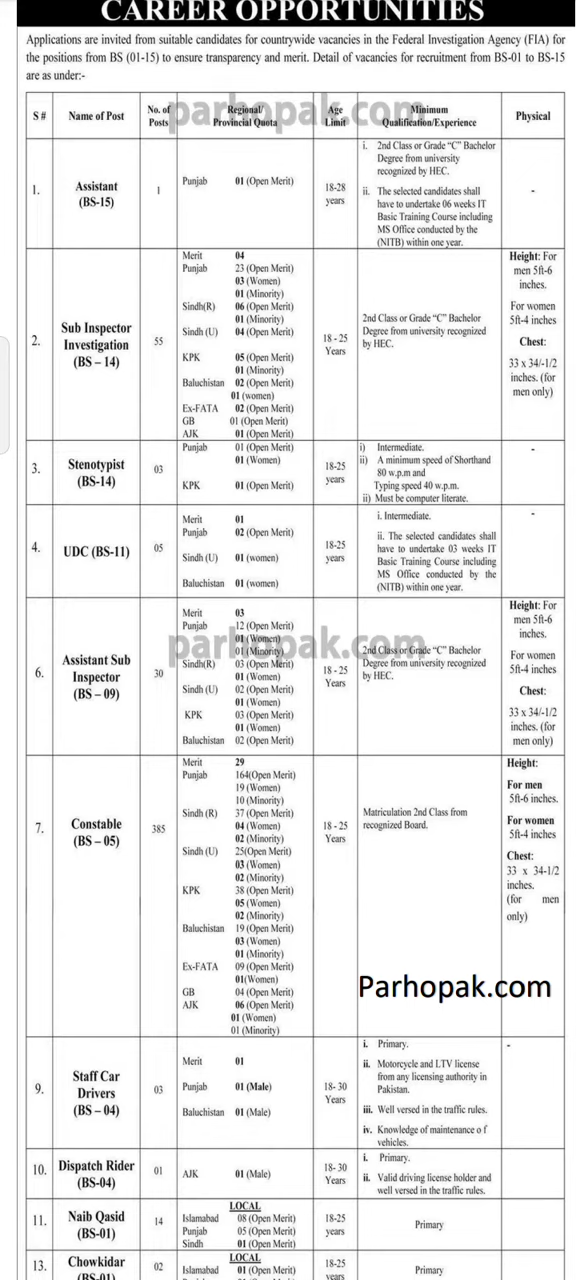 CAREER OPPORTUNITIES
Applications are invited from suitable candidates for countrywide vacancies in the Federal Investigation Agency (FIA) for
the positions from BS (01-15) to ensure transparency and merit. Detail of vacancies for recruitment from BS-01 to BS-15
are as under:-
parhopak.com
S # Name of Post No. of Posts Regional/ Provincial Quota Age Limit Minimum Qualification/Experience Physical
1. Assistant (BS-15) 1
Punjab 01 (Open Merit)
18-28 years
i. 2nd Class or Grade “C” Bachelor
Degree from university
recognized by HEC.
ii. The selected candidates shall
have to undertake 06 weeks IT
Basic Training Course including
MS Office conducted by the
(NITB) within one year.
-
2. Sub Inspector Investigation (BS – 14) 55
Merit 04
Punjab 23 (Open Merit)
03 (Women)
01 (Minority)
Sindh(R) 06 (Open Merit)
01 (Minority)
Sindh (U) 04 (Open Merit)
KPK 05 (Open Merit)
01 (Minority)
Baluchistan 02 (Open Merit)
01 (women)
Ex-FATA 02 (Open Merit)
GB 01 (Open Merit)
AJK 01 (Open Merit)
18 - 25 Years
2nd Class or Grade “C” Bachelor
Degree from university recognized
by HEC.
Height: For
men 5ft-6
inches.
For women
5ft-4 inches
Chest:
33 x 34/-1/2
inches. (for
men only)
3. Stenotypist (BS-14) 03
Punjab 01 (Open Merit)
01 (Women)
KPK 01 (Open Merit)
18-25 years
i) Intermediate.
ii) A minimum speed of Shorthand
80 w.p.m and
Typing speed 40 w.p.m.
ii) Must be computer literate.
-
4. UDC (BS-11) 05
Merit 01
Punjab 02 (Open Merit)
Sindh (U) 01 (women)
Baluchistan 01 (women)
18-25 years
i. Intermediate.
ii. The selected candidates shall
have to undertake 03 weeks IT
Basic Training Course including
MS Office conducted by the
(NITB) within one year.
-
parhopak.com
6. Assistant Sub Inspector (BS – 09) 30
Merit 03
Punjab 12 (Open Merit)
01 (Women)
01 (Minority)
Sindh(R) 03 (Open Merit)
01 (Women)
Sindh (U) 02 (Open Merit)
01 (Women)
KPK 03 (Open Merit)
01 (Women)
Baluchistan 02 (Open Merit)
18 - 25 Years
2nd Class or Grade “C” Bachelor
Degree from university recognized
by HEC.
Height: For
men 5ft-6
inches.
For women
5ft-4 inches
Chest:
33 x 34/-1/2
inches. (for
men only)
7. Constable (BS – 05) 385
Merit 29
Punjab 164(Open Merit)
19 (Women)
10 (Minority)
Sindh (R) 37 (Open Merit)
04 (Women)
02 (Minority)
Sindh (U) 25(Open Merit)
03 (Women)
02 (Minority)
KPK 38 (Open Merit)
05 (Women)
02 (Minority)
Baluchistan 19 (Open Merit)
03 (Women)
01 (Minority)
Ex-FATA 09 (Open Merit)
01(Women)
GB 04 (Open Merit)
AJK 06 (Open Merit)
01 (Women)
01 (Minority)
18 - 25 Years
Matriculation 2nd Class from
recognized Board.
Height:
For men
5ft-6 inches.
For women
5ft-4 inches
Chest:
33 x 34-1/2
inches.
(for men
only)
Parhopak.com
9. Staff Car Drivers (BS – 04) 03
Merit 01
Punjab 01 (Male)
Baluchistan 01 (Male)
18- 30 Years
i. Primary.
ii. Motorcycle and LTV license
from any licensing authority in
Pakistan.
iii. Well versed in the traffic rules.
iv. Knowledge of maintenance o f
vehicles.
-
10. Dispatch Rider (BS-04) 01
AJK 01 (Male)
18- 30 Years
i. Primary.
ii. Valid driving license holder and
well versed in the traffic rules.
11. Naib Qasid (BS-01) 14
LOCAL
Islamabad 08 (Open Merit)
Punjab 05 (Open Merit)
Sindh 01 (Open Merit)
18-25 years
Primary
13. Chowkidar (BS-01) 02
LOCAL
Islamabad 01 (Open Merit)
18-25 years
Primary